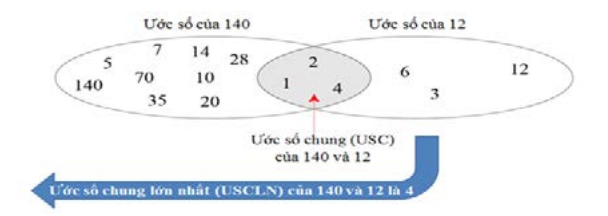 Ước số của 140
Ước số của 12
5 7 14 28
140 70 10
35 20
2
1 4
6 12
3
Ước số chung (USC)
của 140 và 12
Ước số chung lớn nhất (USCLN) của 140 và 12 là 4